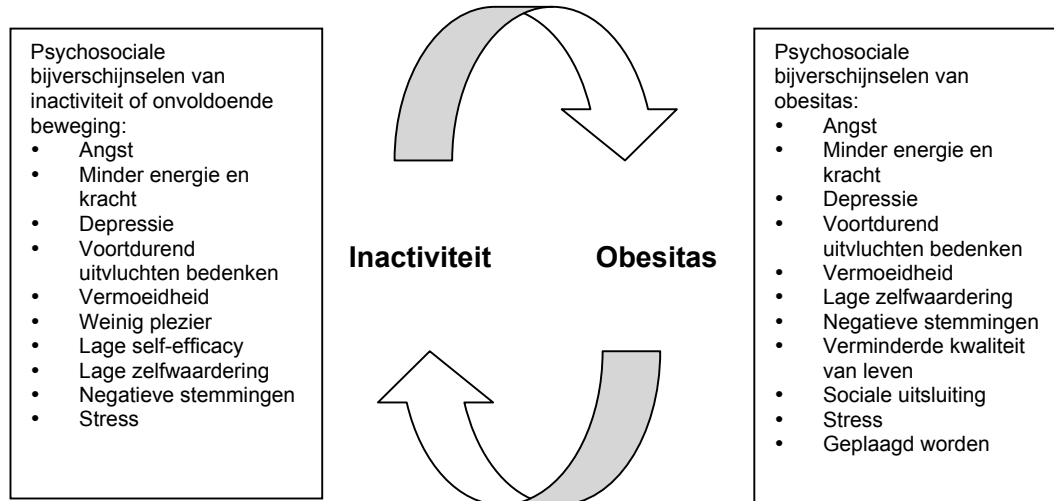 Psychosociale
bijverschijnselen van
inactiviteit of onvoldoende
beweging:
• Angst
• Minder energie en
kracht
• Depressie
• Voortdurend
uitvluchten bedenken
• Vermoeidheid
• Weinig plezier
• Lage self-efficacy
• Lage zelfwaardering
• Negatieve stemmingen
• Stress
Inactiviteit
Obesitas
Psychosociale
bijverschijnselen van
obesitas:
• Angst
• Minder energie en
kracht
• Depressie
• Voortdurend
uitvluchten bedenken
• Vermoeidheid
• Lage zelfwaardering
• Negatieve stemmingen
• Verminderde kwaliteit
van leven
• Sociale uitsluiting
• Stress
• Geplaagd worden